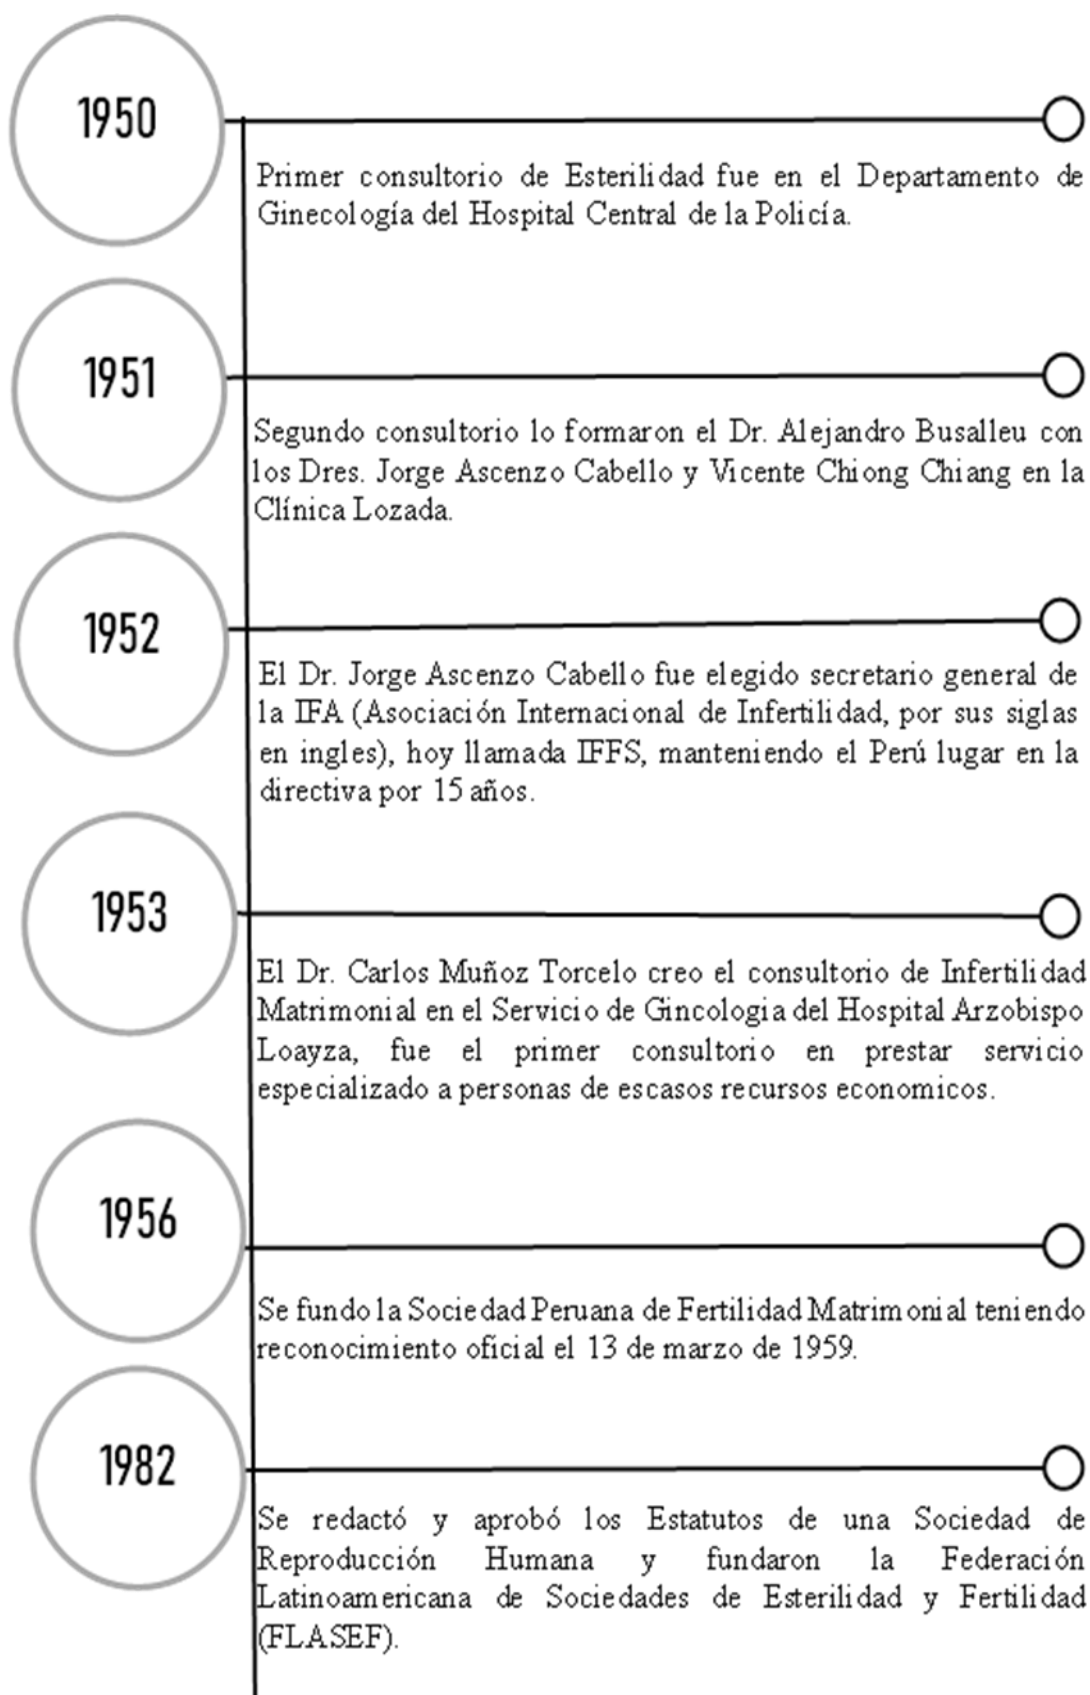 1950
Primer consultorio de Esterilidad fue en el Departamento de
Ginecología del Hospital Central de la Policía.
1951
Segundo consultorio lo formaron el Dr. Alejandro Busalleu con
los Dres. Jorge Ascenzo Cabello y Vicente Chiong Chiang en la
Clínica Lozada.
1952
El Dr. Jorge Ascenzo Cabello fue elegido secretario general de
la IFA (Asociación Internacional de Infertilidad, por sus siglas
en ingles), hoy llamada IFFS, manteniendo el Perú lugar en la
directiva por 15 años.
1953
El Dr. Carlos Muñoz Torcelo creo el consultorio de Infertilidad
Matrimonial en el Servicio de Gincologia del Hospital Arzobispo
Loayza, fue el primer consultorio en prestar servicio
especializado a personas de escasos recursos economicos.
1956
Se fundo la Sociedad Peruana de Fertilidad Matrimonial teniendo
reconocimiento oficial el 13 de marzo de 1959.
1982
Se redactó y aprobó los Estatutos de una Sociedad de
Reproducción Humana y fundaron la Federación
Latinoamericana de Sociedades de Esterilidad y Fertilidad
(FLASEF).